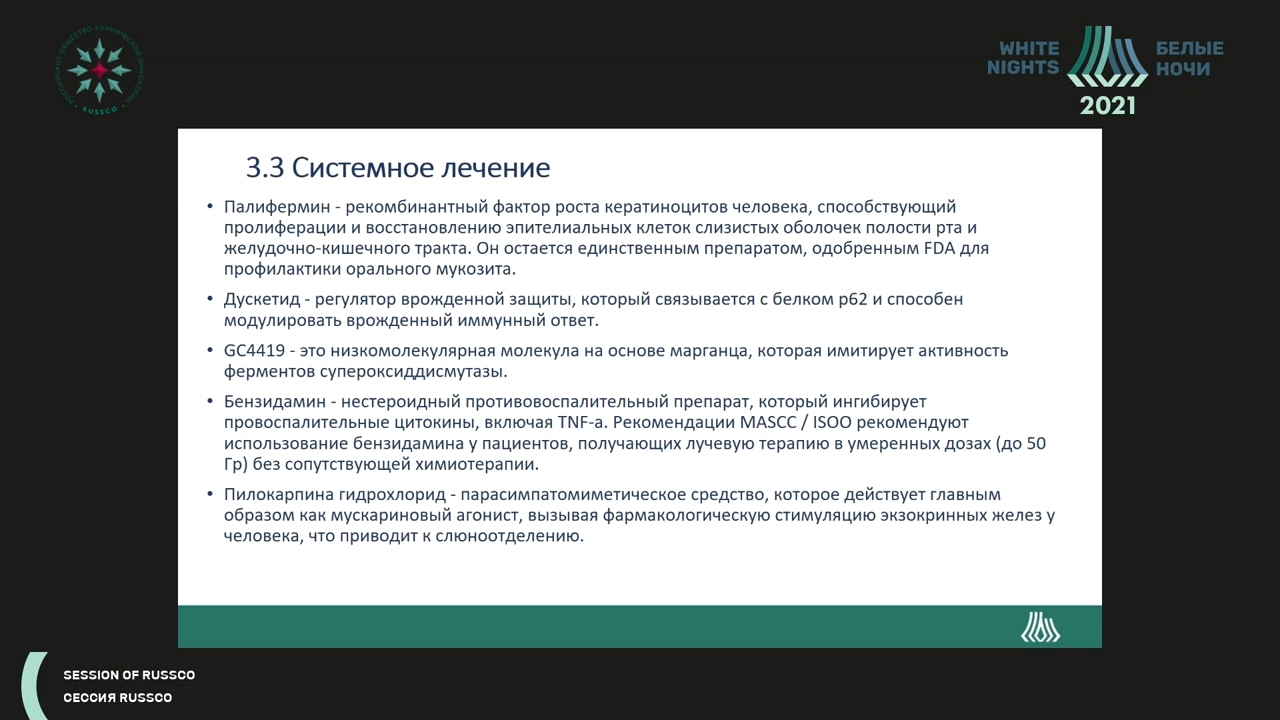 РОССИЙСКОЕ ОБЩЕСТВО КЛИНИЧЕСКОЙ ОНКОЛОГИИ
• RUSSCO •
WHITE
NIGHTS
БЕЛЫЕ
НОЧИ
2021
3.3 Системное лечение
• Палифермин - рекомбинантный фактор роста кератиноцитов человека, способствующий
пролиферации и восстановлению эпителиальных клеток слизистых оболочек полости рта и
желудочно-кишечного тракта. Он остается единственным препаратом, одобренным FDA для
профилактики орального мукозита.
• Дускетид - регулятор врожденной защиты, который связывается с белком p62 и способен
модулировать врожденный иммунный ответ.
• GC4419 - это низкомолекулярная молекула на основе марганца, которая имитирует активность
ферментов супероксиддисмутазы.
• Бензидамин - нестероидный противовоспалительный препарат, который ингибирует
провоспалительные цитокины, включая TNF-a. Рекомендации MASCC / ISOO рекомендуют
использование бензидамина у пациентов, получающих лучевую терапию в умеренных дозах (до 50
Гр) без сопутствующей химиотерапии.
• Пилокарпина гидрохлорид - парасимпатомиметическое средство, которое действует главным
образом как мускариновый агонист, вызывая фармакологическую стимуляцию экзокринных желез у
человека, что приводит к слюноотделению.
SESSION OF RUSSCO
СЕССИЯ RUSSCO